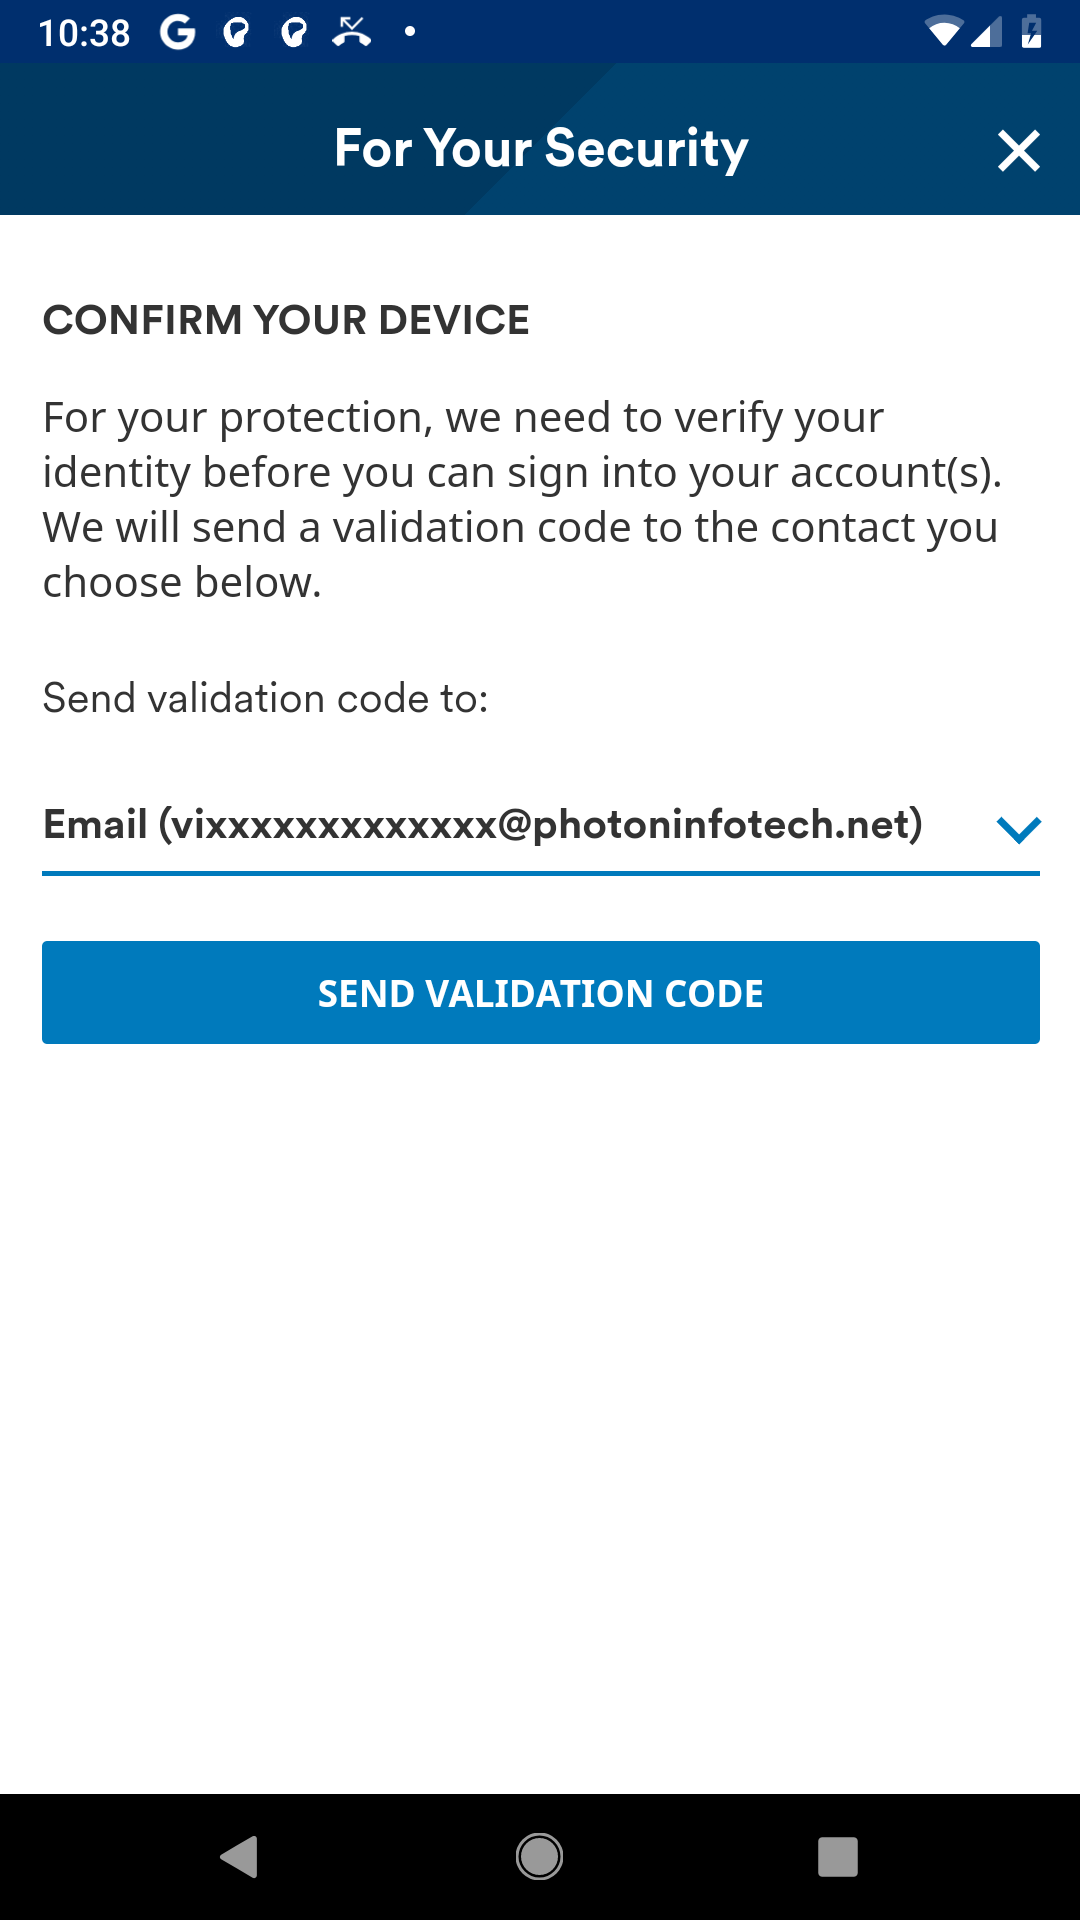 10:38
For Your Security
CONFIRM YOUR DEVICE
For your protection, we need to verify your
identity before you can sign into your account(s).
We will send a validation code to the contact you
choose below.
Send validation code to:
Email (vixxxxxxxxxxxxx@photoninfotech.net)
SEND VALIDATION CODE